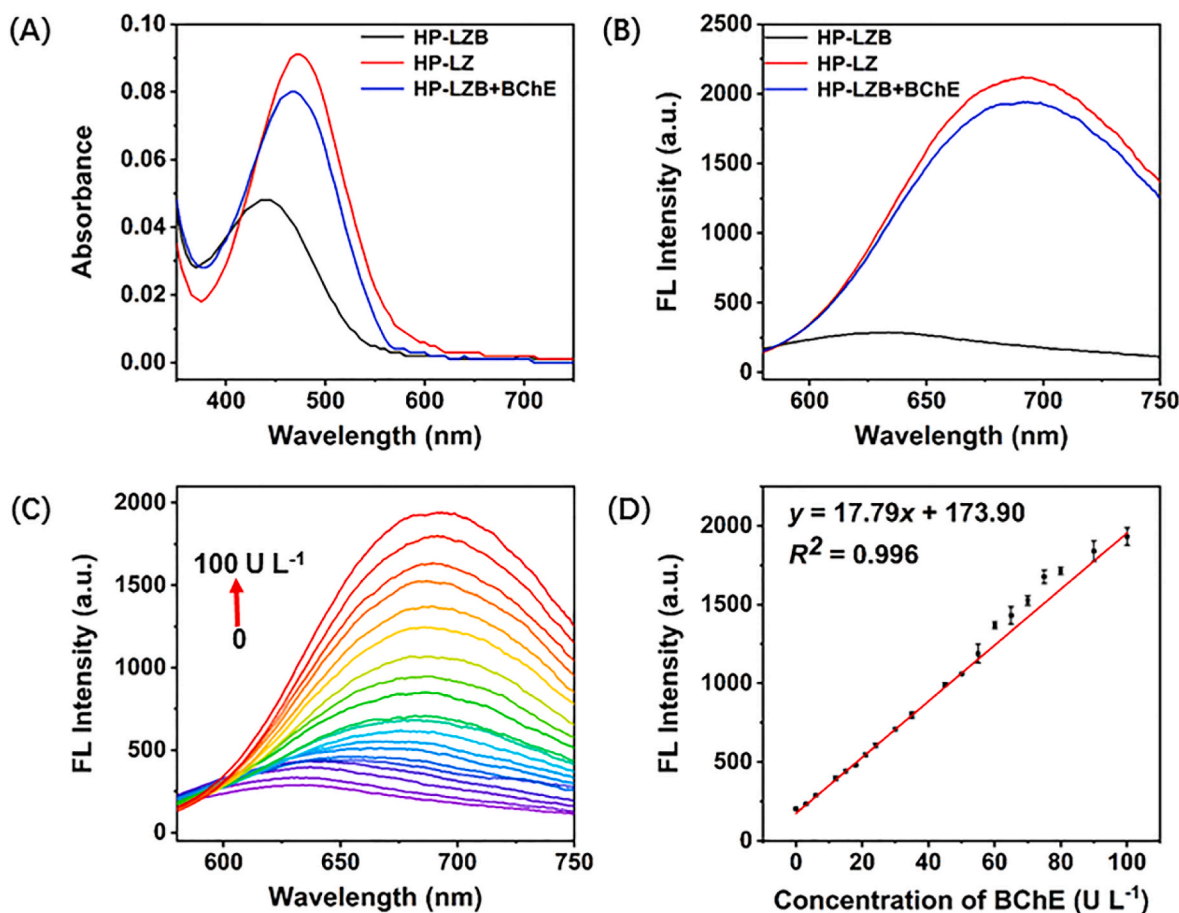 (A)
0.10
0.08
0.06
0.04
0.02
0.00
Absorbance
HP-LZB
HP-LZ
HP-LZB+BChE
400
500
600
700
Wavelength (nm)
(B)
2500
2000
1500
1000
500
0
FL Intensity (a.u.)
HP-LZB
HP-LZ
HP-LZB+BChE
600
650
700
750
Wavelength (nm)
(C)
2000
1500
1000
500
0
FL Intensity (a.u.)
100 U L⁻¹
0
600
650
700
750
Wavelength (nm)
(D)
2000
1500
1000
500
0
FL Intensity (a.u.)
y = 17.79x + 173.90
R² = 0.996
0
20
40
60
80
100
Concentration of BChE (U L⁻¹)